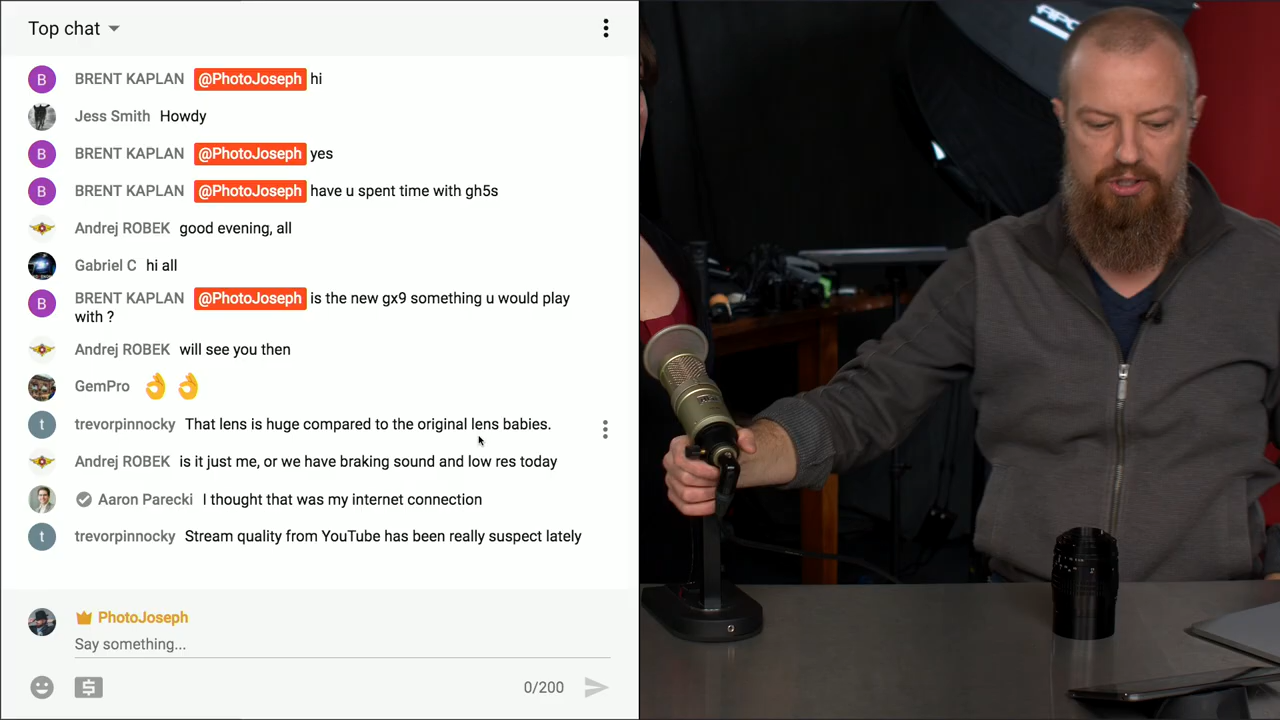 Top chat
B BRENT KAPLAN @PhotoJoseph hi
Jess Smith Howdy
B BRENT KAPLAN @PhotoJoseph yes
B BRENT KAPLAN @PhotoJoseph have u spent time with gh5s
Andrej ROBEK good evening, all
Gabriel C hi all
B BRENT KAPLAN @PhotoJoseph is the new gx9 something u would play
with ?
Andrej ROBEK will see you then
GemPro 👌 👌
t trevorpinnocky That lens is huge compared to the original lens babies.
Andrej ROBEK is it just me, or we have braking sound and low res today
Aaron Parecki I thought that was my internet connection
t trevorpinnocky Stream quality from YouTube has been really suspect lately
PhotoJoseph
Say something...
0/200